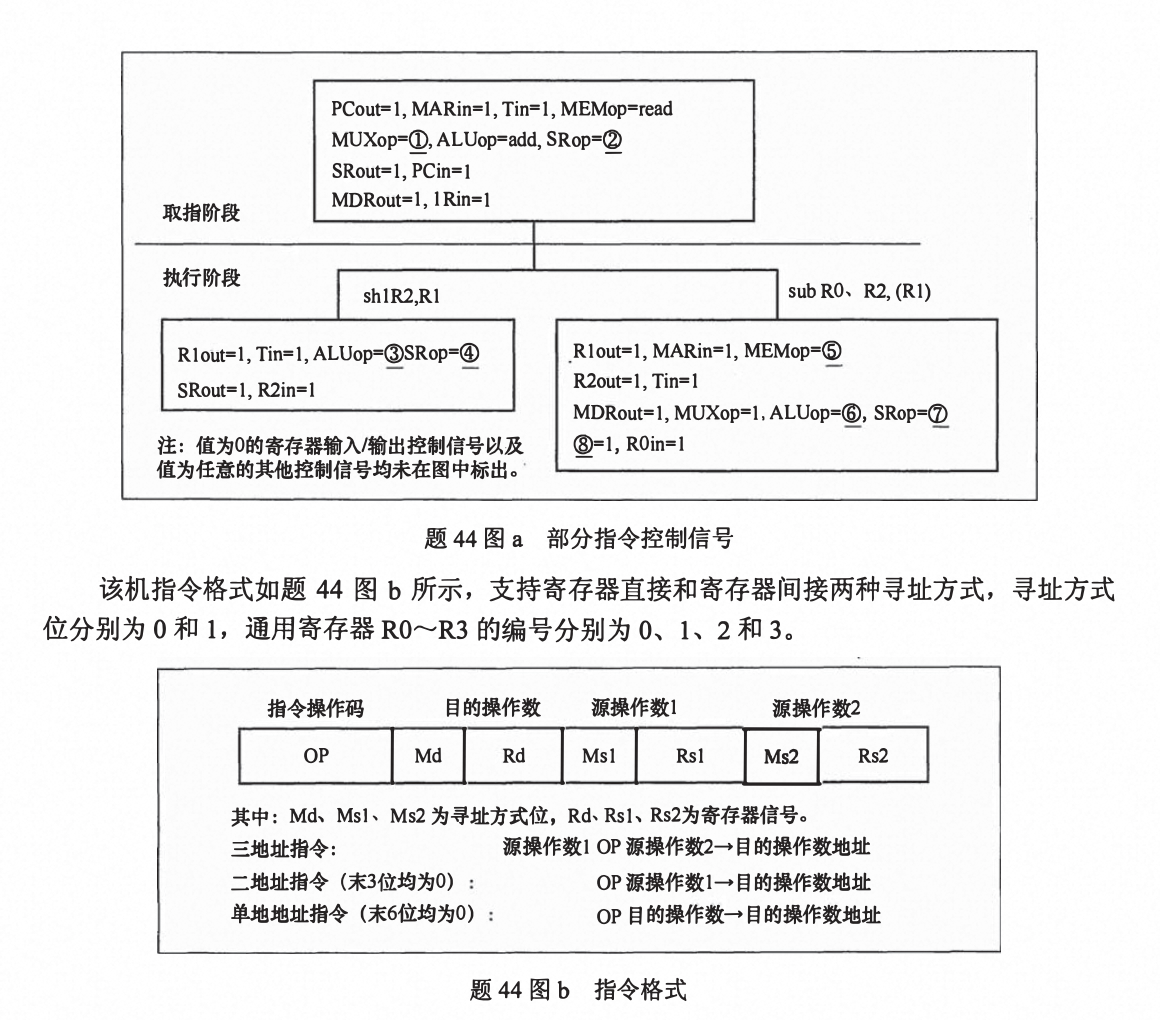 PCout=1, MARin=1, Tin=1, MEMop=read
MUXop=①, ALUop=add, SRop=②
SRout=1, PCin=1
MDRout=1, 1Rin=1
取指阶段
执行阶段
sh1R2,R1
sub R0、R2, (R1)
R1out=1, Tin=1, ALUop=③SRop=④
SRout=1, R2in=1
R1out=1, MARin=1, MEMop=⑤
R2out=1, Tin=1
MDRout=1, MUXop=1, ALUop=⑥, SRop=⑦
⑧=1, R0in=1
注：值为0的寄存器输入/输出控制信号以及
值为任意的其他控制信号均未在图中标出。
题 44 图 a 部分指令控制信号
该机指令格式如题 44 图 b 所示，支持寄存器直接和寄存器间接两种寻址方式，寻址方式
位分别为 0 和 1，通用寄存器 R0～R3 的编号分别为 0、1、2 和 3。
指令操作码 目的操作数 源操作数1 源操作数2
OP Md Rd Ms1 Rs1 Ms2 Rs2
其中：Md、Ms1、Ms2 为寻址方式位，Rd、Rs1、Rs2为寄存器信号。
三地址指令： 源操作数1 OP 源操作数2→目的操作数地址
二地址指令（末3位均为0）： OP 源操作数1→目的操作数地址
单地地址指令（末6位均为0）： OP 目的操作数→目的操作数地址
题 44 图 b 指令格式